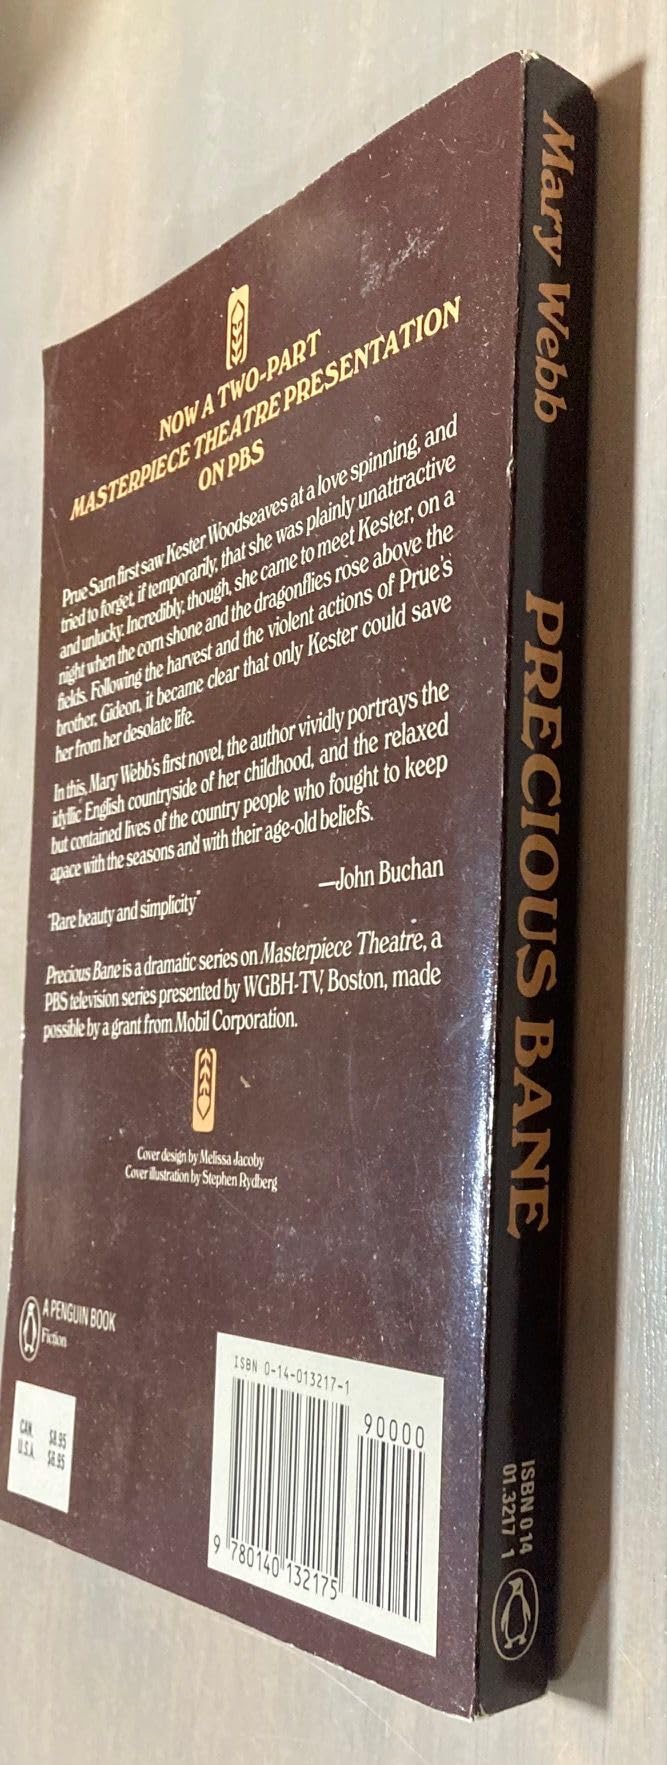 NOW A TWO-PART
MASTERPIECE THEATRE PRESENTATION
ON PBS
Prue Sarn first saw Kester Woodseaves at a love spinning, and
tried to forget, if temporarily, that she was plainly unattractive
and unlucky. Incredibly, though, she came to meet Kester, on a
night when the corn shone and the dragonflies rose above the
fields. Following the harvest and the violent actions of Prue's
brother, Gideon, it became clear that only Kester could save
her from her desolate life.
In this, Mary Webb's first novel, the author vividly portrays the
idyllic English countryside of her childhood, and the relaxed
but contained lives of the country people who fought to keep
apace with the seasons and with their age-old beliefs.
"Rare beauty and simplicity"
—John Buchan
Precious Bane is a dramatic series on Masterpiece Theatre, a
PBS television series presented by WGBH-TV, Boston, made
possible by a grant from Mobil Corporation.
Cover design by Melissa Jacoby
Cover illustration by Stephen Rydberg
A PENGUIN BOOK
Fiction
CAN. $8.95
U.S.A. $6.95
ISBN 0-14-013217-1
90000
9 780140 132175
Mary Webb
PRECIOUS BANE
ISBN 0 14
01.3217 1